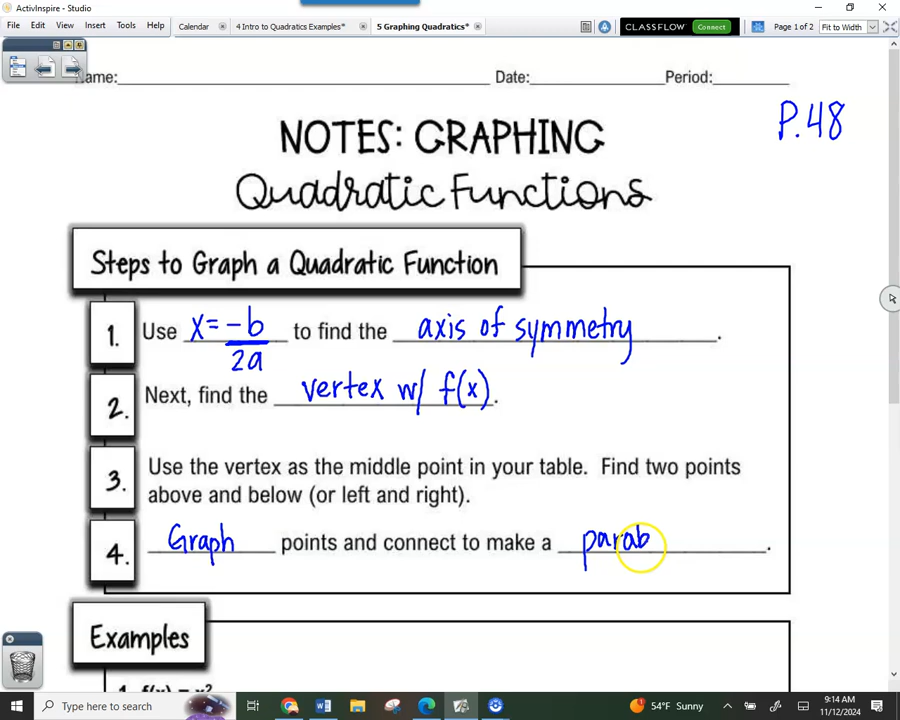 ActivInspire - Studio
File Edit View Insert Tools Help
Calendar 4 Intro to Quadratics Examples* 5 Graphing Quadratics* CLASSFLOW Connect Page 1 of 2 Fit to Width
Name: Date: Period:
P.48
NOTES: GRAPHING
Quadratic Functions
Steps to Graph a Quadratic Function
1. Use x = -b/2a to find the axis of symmetry.
2. Next, find the vertex w/ f(x).
3. Use the vertex as the middle point in your table. Find two points
above and below (or left and right).
4. Graph points and connect to make a parab.
Examples
Type here to search
54°F Sunny
9:14 AM
11/12/2024